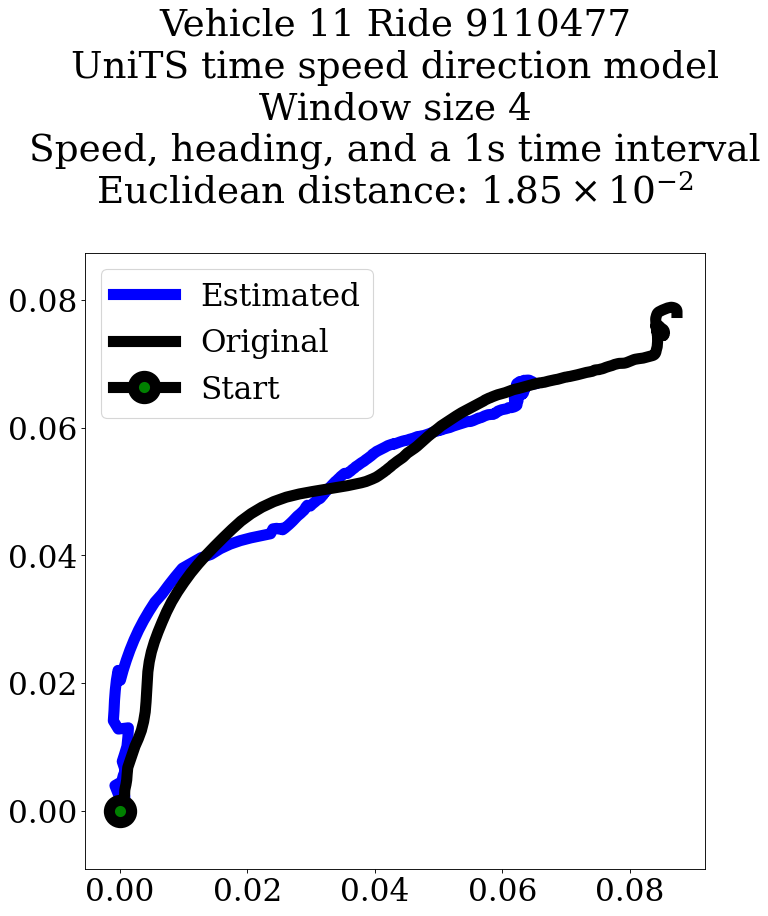 Vehicle 11 Ride 9110477
UniTS time speed direction model
Window size 4
Speed, heading, and a 1s time interval
Euclidean distance: 1.85 × 10⁻²
Estimated
Original
Start
0.08
0.06
0.04
0.02
0.00
0.00 0.02 0.04 0.06 0.08